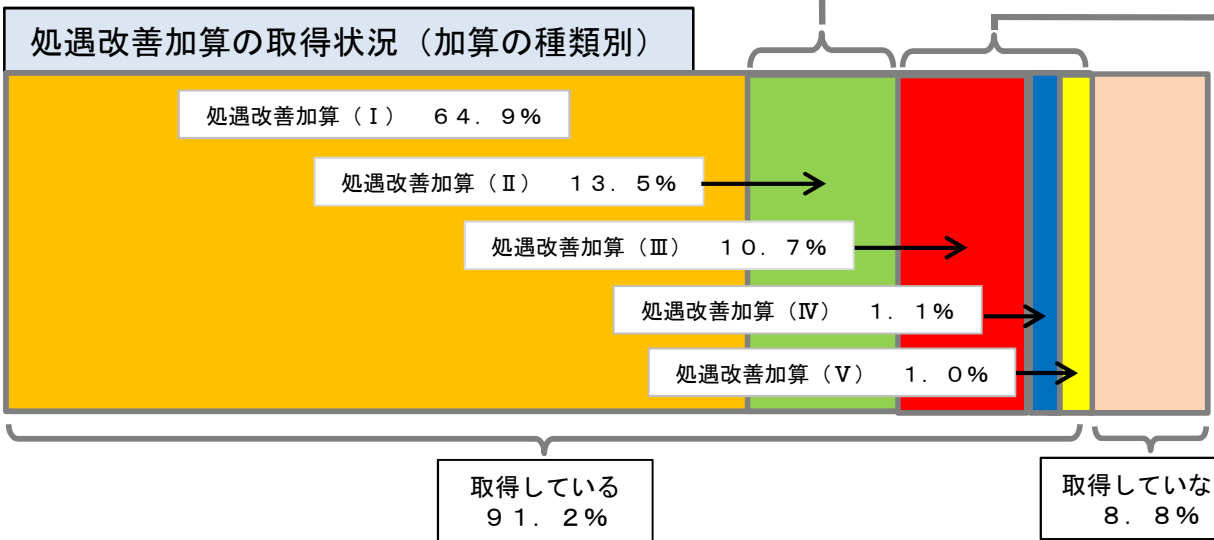 処遇改善加算の取得状況（加算の種類別）
処遇改善加算（Ⅰ）　６４．９％
処遇改善加算（Ⅱ）　１３．５％
処遇改善加算（Ⅲ）　１０．７％
処遇改善加算（Ⅳ）　１．１％
処遇改善加算（Ⅴ）　１．０％
取得している
９１．２％
取得していな
８．８％